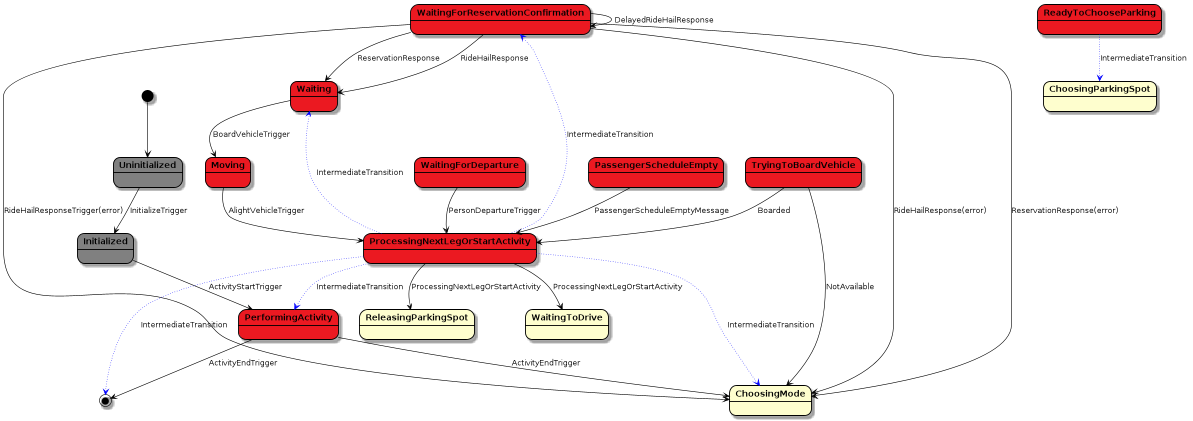 WaitingForReservationConfirmation
ReadyToChooseParking
DelayedRideHailResponse
ReservationResponse
RideHailResponse
IntermediateTransition
Waiting
ChoosingParkingSpot
BoardVehicleTrigger
IntermediateTransition
Uninitialized
Moving
WaitingForDeparture
PassengerScheduleEmpty
TryingToBoardVehicle
IntermediateTransition
RideHailResponseTrigger(error)
InitializeTrigger
AlightVehicleTrigger
PersonDepartureTrigger
PassengerScheduleEmptyMessage
Boarded
RideHailResponse(error)
ReservationResponse(error)
Initialized
ProcessingNextLegOrStartActivity
ActivityStartTrigger
IntermediateTransition
ProcessingNextLegOrStartActivity
ProcessingNextLegOrStartActivity
NotAvailable
PerformingActivity
ReleasingParkingSpot
WaitingToDrive
IntermediateTransition
IntermediateTransition
ActivityEndTrigger
ActivityEndTrigger
ChoosingMode